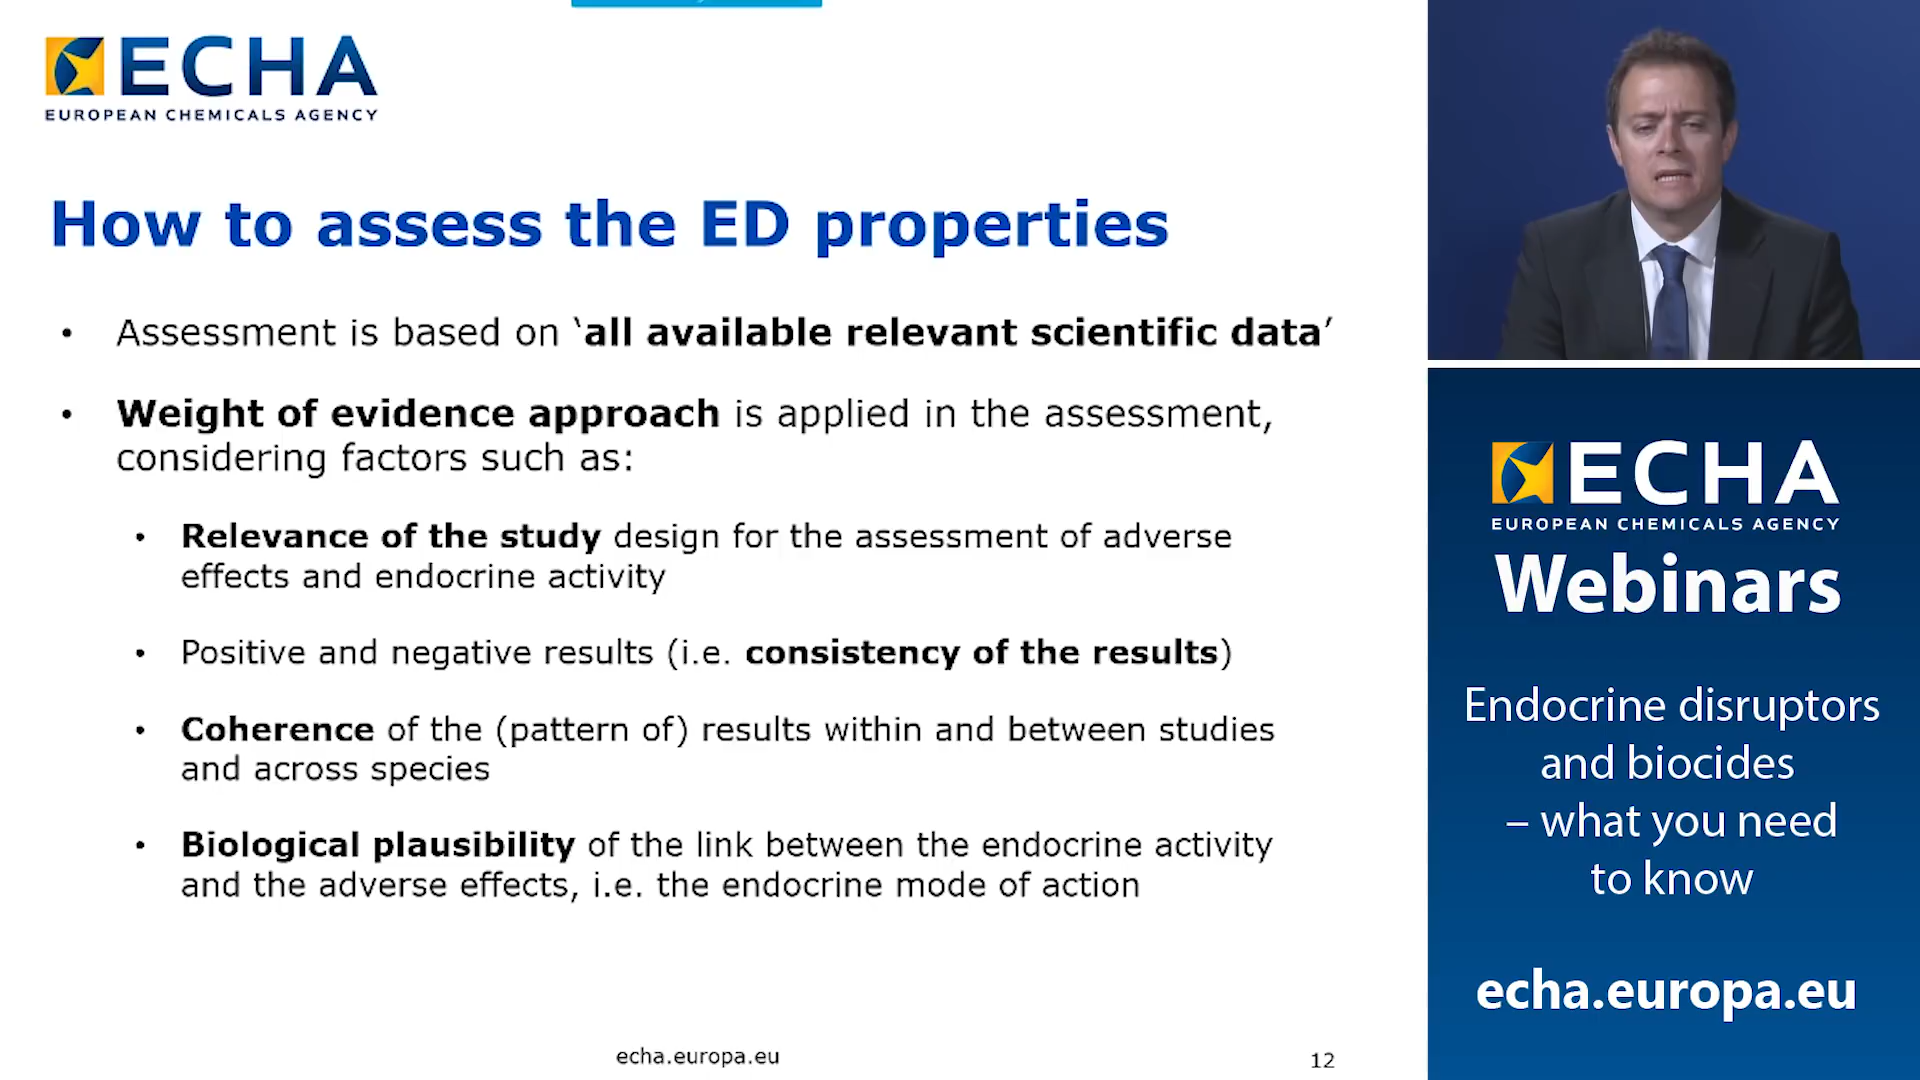 ECHA
EUROPEAN CHEMICALS AGENCY
How to assess the ED properties
• Assessment is based on ‘all available relevant scientific data’
• Weight of evidence approach is applied in the assessment,
considering factors such as:
• Relevance of the study design for the assessment of adverse
effects and endocrine activity
• Positive and negative results (i.e. consistency of the results)
• Coherence of the (pattern of) results within and between studies
and across species
• Biological plausibility of the link between the endocrine activity
and the adverse effects, i.e. the endocrine mode of action
echa.europa.eu
12
ECHA
EUROPEAN CHEMICALS AGENCY
Webinars
Endocrine disruptors
and biocides
– what you need
to know
echa.europa.eu